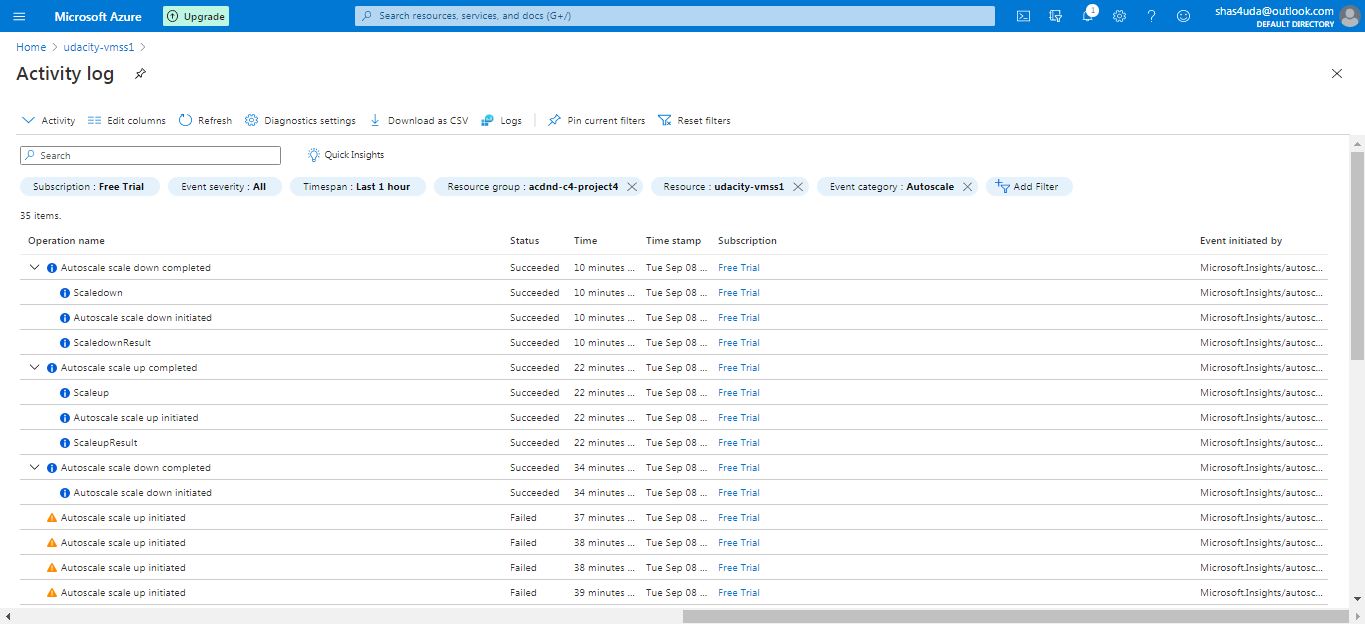 Microsoft Azure Upgrade Search resources, services, and docs (G+/) 1 shas4uda@outlook.com
DEFAULT DIRECTORY
Home > udacity-vmss1 >
Activity log
Activity Edit columns Refresh Diagnostics settings Download as CSV Logs Pin current filters Reset filters
Search Quick Insights
Subscription : Free Trial Event severity : All Timespan : Last 1 hour Resource group : acdnd-c4-project4 Resource : udacity-vmss1 Event category : Autoscale Add Filter
35 items.
Operation name Status Time Time stamp Subscription Event initiated by
Autoscale scale down completed Succeeded 10 minutes ... Tue Sep 08 ... Free Trial Microsoft.Insights/autosc...
Scaledown Succeeded 10 minutes ... Tue Sep 08 ... Free Trial Microsoft.Insights/autosc...
Autoscale scale down initiated Succeeded 10 minutes ... Tue Sep 08 ... Free Trial Microsoft.Insights/autosc...
ScaledownResult Succeeded 10 minutes ... Tue Sep 08 ... Free Trial Microsoft.Insights/autosc...
Autoscale scale up completed Succeeded 22 minutes ... Tue Sep 08 ... Free Trial Microsoft.Insights/autosc...
Scaleup Succeeded 22 minutes ... Tue Sep 08 ... Free Trial Microsoft.Insights/autosc...
Autoscale scale up initiated Succeeded 22 minutes ... Tue Sep 08 ... Free Trial Microsoft.Insights/autosc...
ScaleupResult Succeeded 22 minutes ... Tue Sep 08 ... Free Trial Microsoft.Insights/autosc...
Autoscale scale down completed Succeeded 34 minutes ... Tue Sep 08 ... Free Trial Microsoft.Insights/autosc...
Autoscale scale down initiated Succeeded 34 minutes ... Tue Sep 08 ... Free Trial Microsoft.Insights/autosc...
Autoscale scale up initiated Failed 37 minutes ... Tue Sep 08 ... Free Trial Microsoft.Insights/autosc...
Autoscale scale up initiated Failed 38 minutes ... Tue Sep 08 ... Free Trial Microsoft.Insights/autosc...
Autoscale scale up initiated Failed 38 minutes ... Tue Sep 08 ... Free Trial Microsoft.Insights/autosc...
Autoscale scale up initiated Failed 39 minutes ... Tue Sep 08 ... Free Trial Microsoft.Insights/autosc...